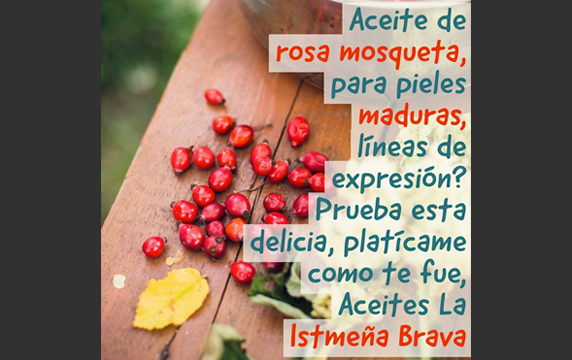 Aceite de
rosa mosqueta,
para pieles
maduras,
líneas de
expresión?
Prueba esta
delicia, platícame
como te fue,
Aceites La
Istmeña Brava